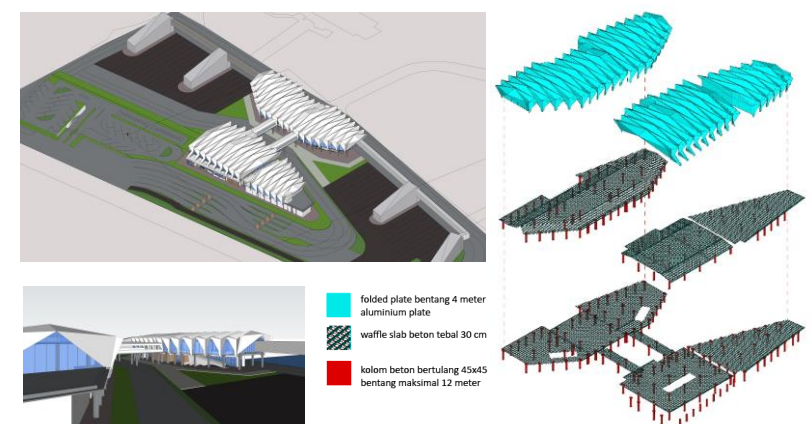 folded plate bentang 4 meter
aluminium plate
waffle slab beton tebal 30 cm
kolom beton bertulang 45x45
bentang maksimal 12 meter